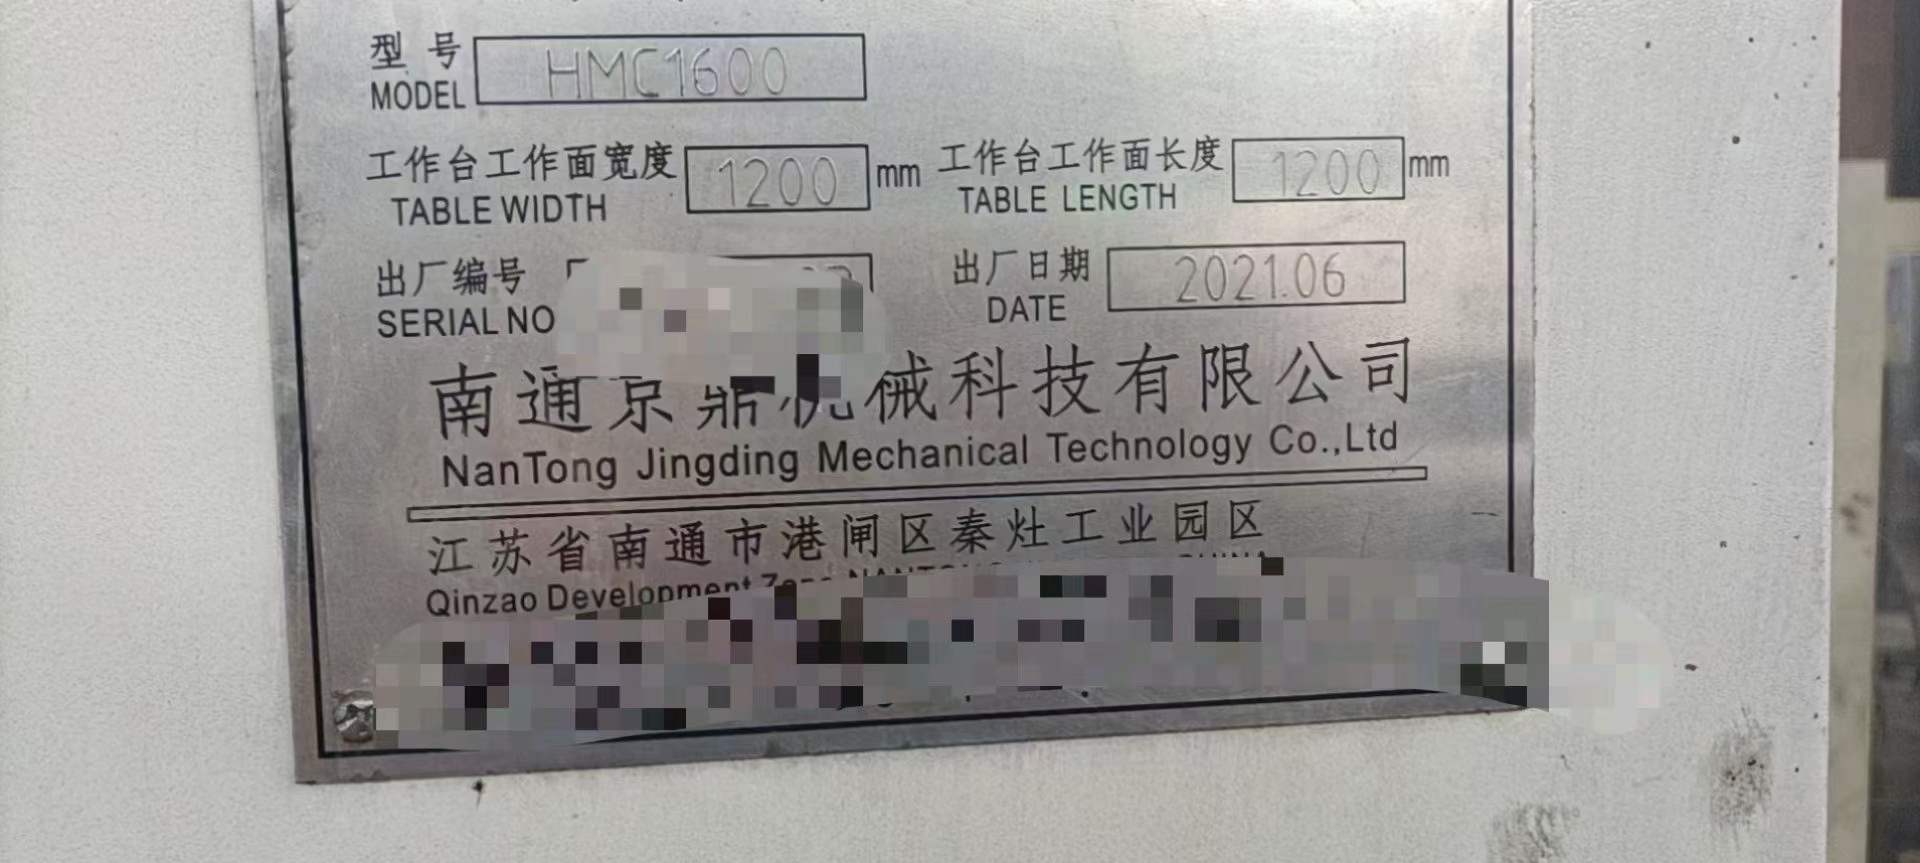 型号 HMC1600
MODEL
工作台工作面宽度 1200 mm 工作台工作面长度 1200 mm
TABLE WIDTH TABLE LENGTH
出厂编号 出厂日期 2021.06
SERIAL NO DATE
南通京鼎机械科技有限公司
NanTong Jingding Mechanical Technology Co.,Ltd
江苏省南通市港闸区秦灶工业园区
Qinzao Development Zone NANTONG CHINA